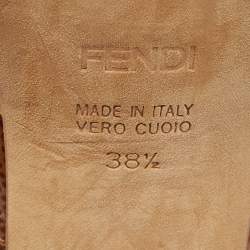 FENDI
MADE IN ITALY
VERO CUOIO
38½